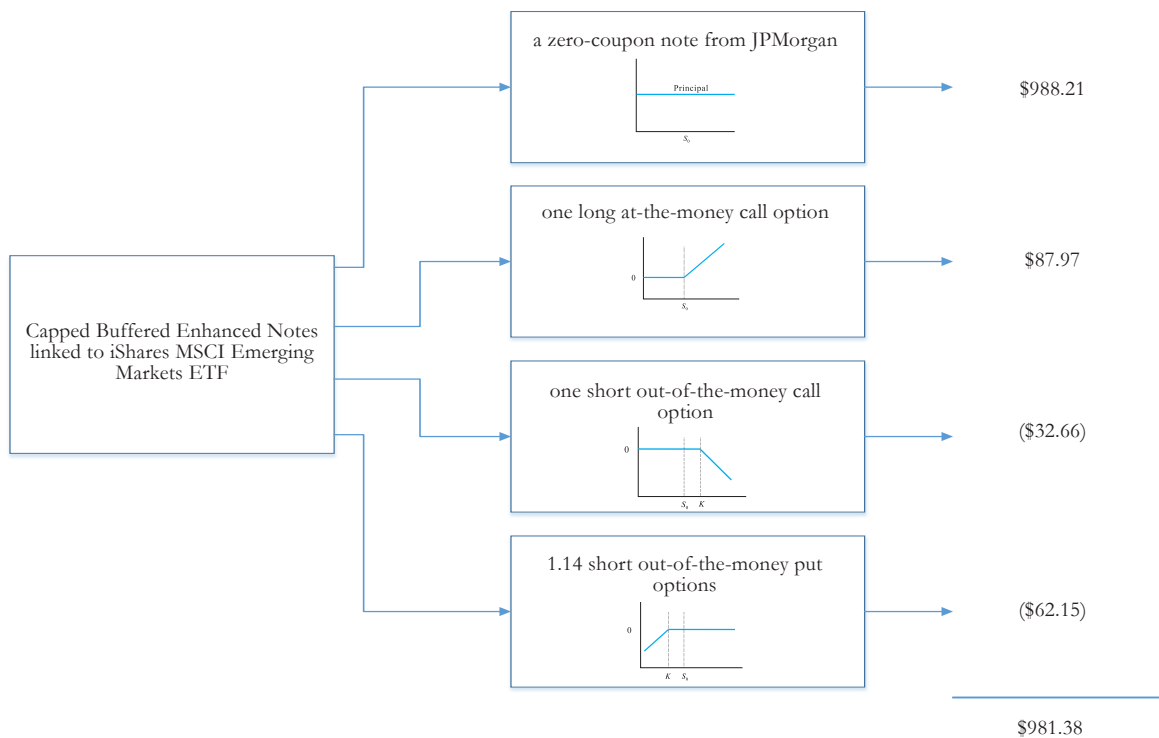 a zero-coupon note from JPMorgan
Principal
S₀
$988.21
one long at-the-money call option
0
S₀
$87.97
Capped Buffered Enhanced Notes
linked to iShares MSCI Emerging
Markets ETF
one short out-of-the-money call
option
0
S₀ K
($32.66)
1.14 short out-of-the-money put
options
0
K S₀
($62.15)
$981.38